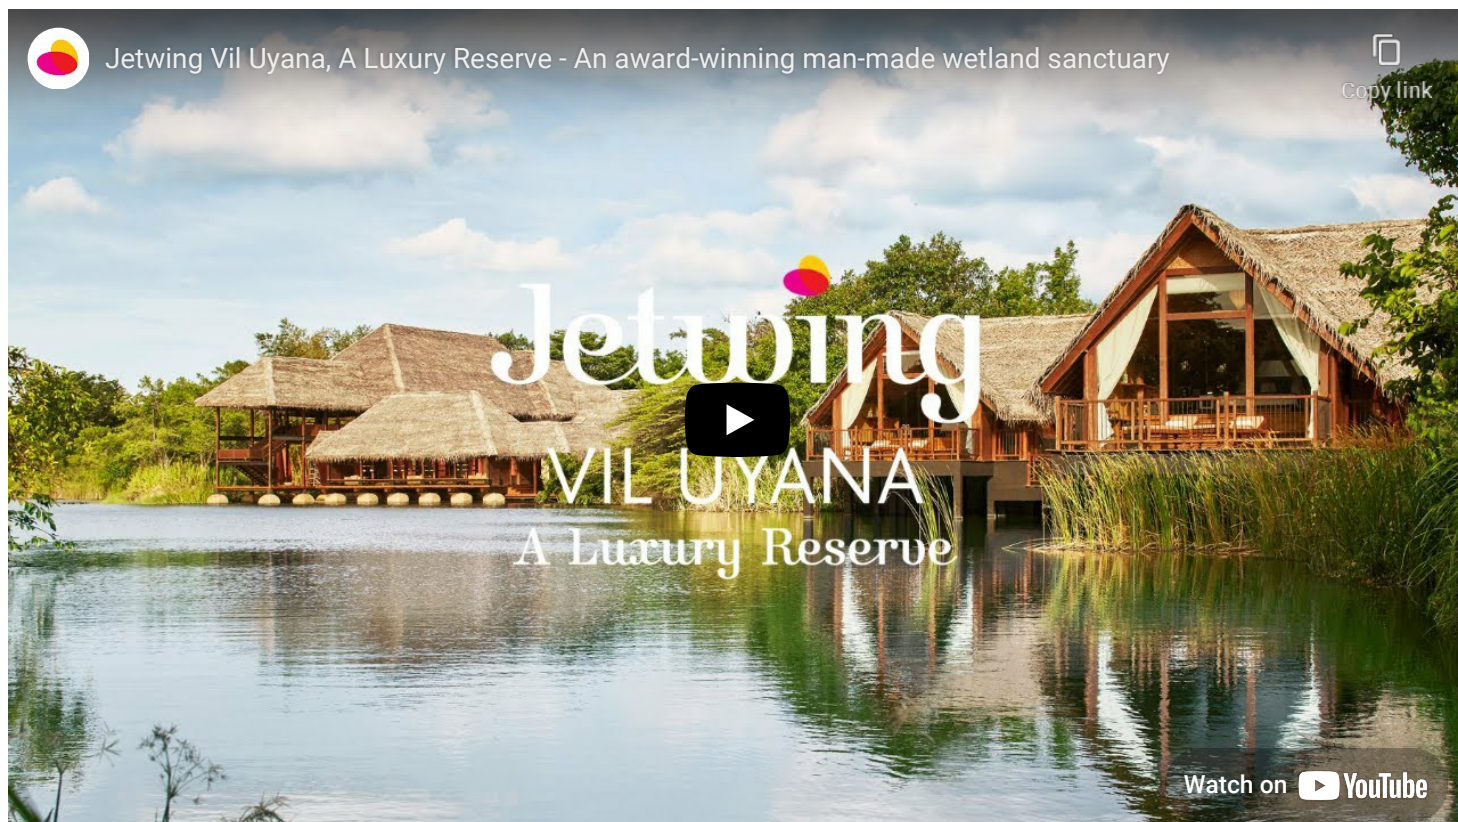 Jetwing Vil Uyana, A Luxury Reserve - An award-winning man-made wetland sanctuary
Copy link
Jetwing
VIL UYANA
A Luxury Reserve
Watch on YouTube